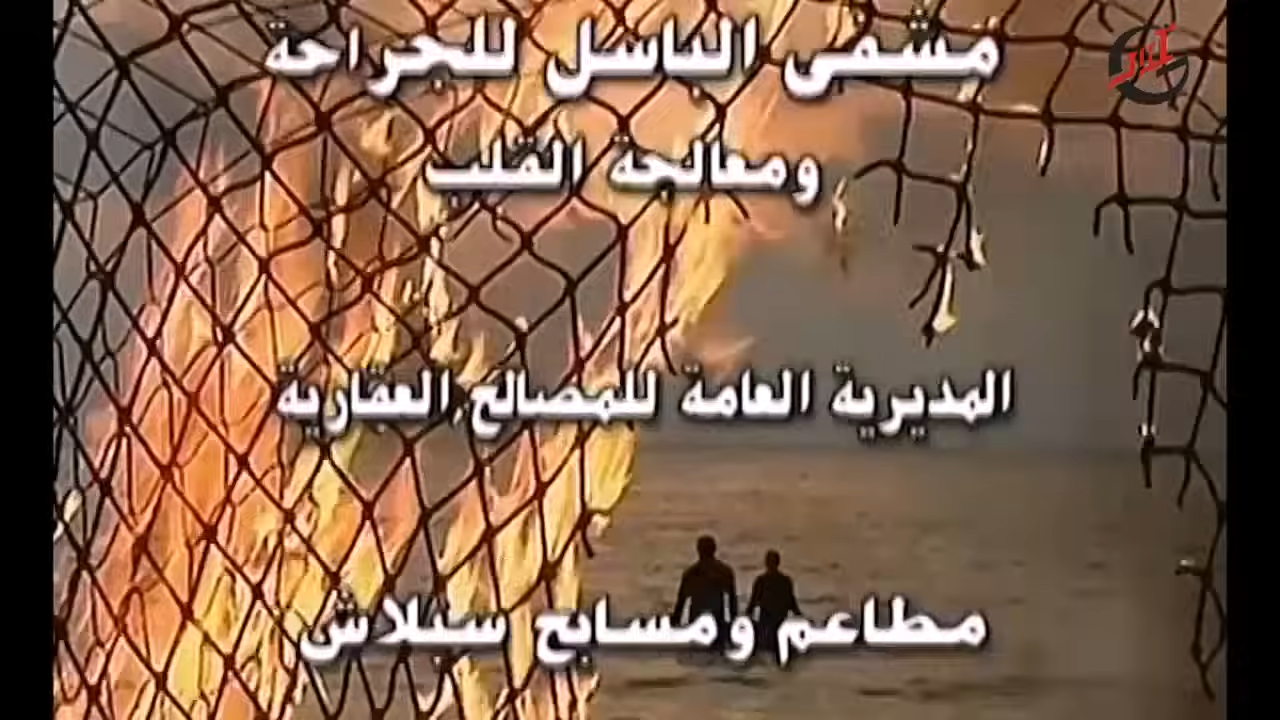 مشفى الباسل للجراحة
ومعالجة القلب
المديرية العامة للمصالح العقارية
مطاعم ومسابح سبلاش